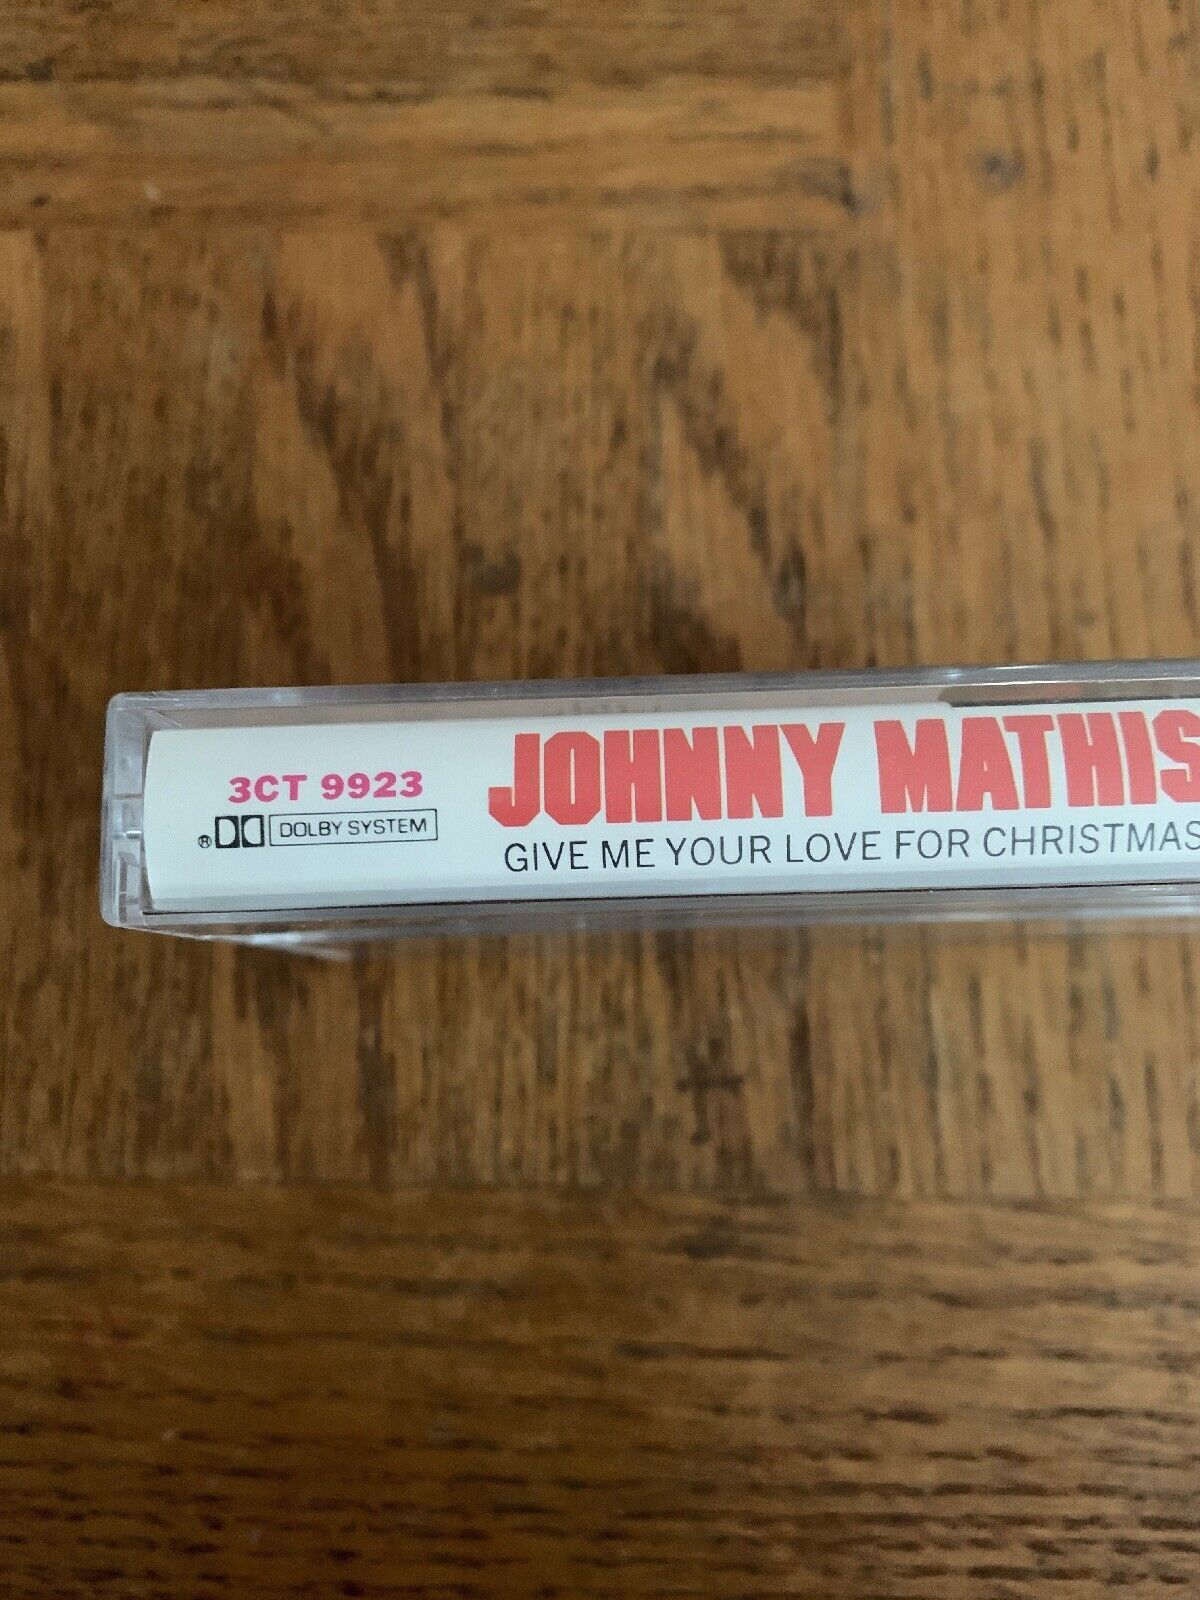 3CT 9923
® DOLBY SYSTEM
JOHNNY MATHIS
GIVE ME YOUR LOVE FOR CHRISTMAS